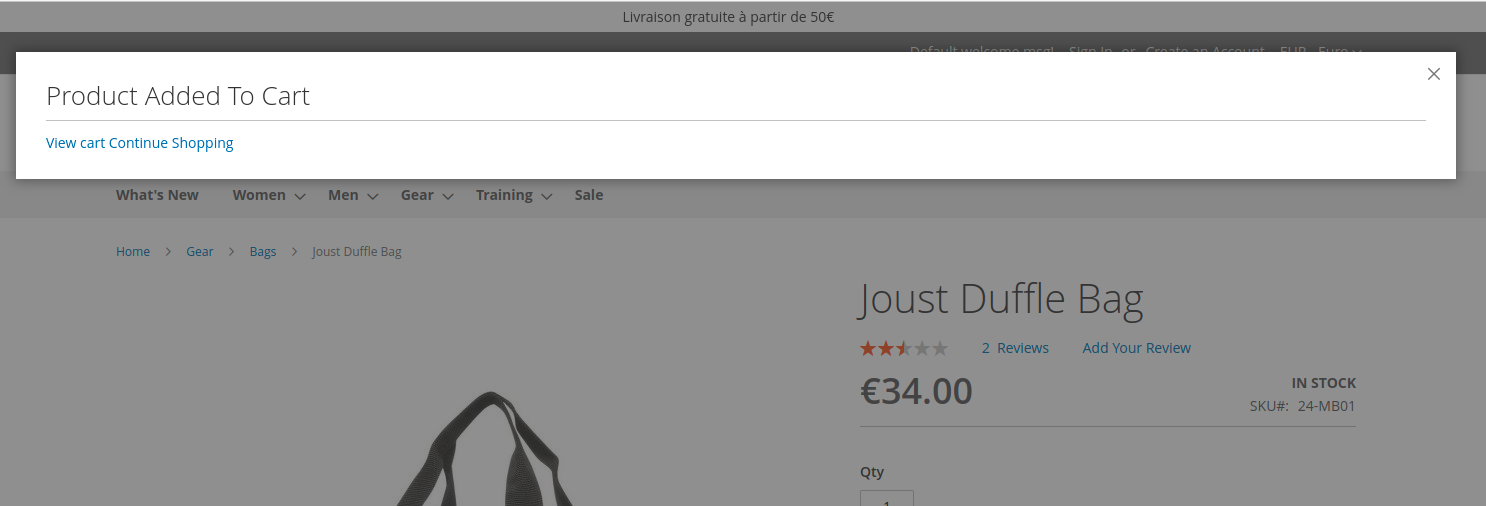 Livraison gratuite à partir de 50€
Default welcome msg! Sign In or Create an Account EUR - Euro
Product Added To Cart
View cart Continue Shopping
What's New Women Men Gear Training Sale
Home Gear Bags Joust Duffle Bag
Joust Duffle Bag
2 Reviews Add Your Review
€34.00
IN STOCK
SKU#: 24-MB01
Qty
1